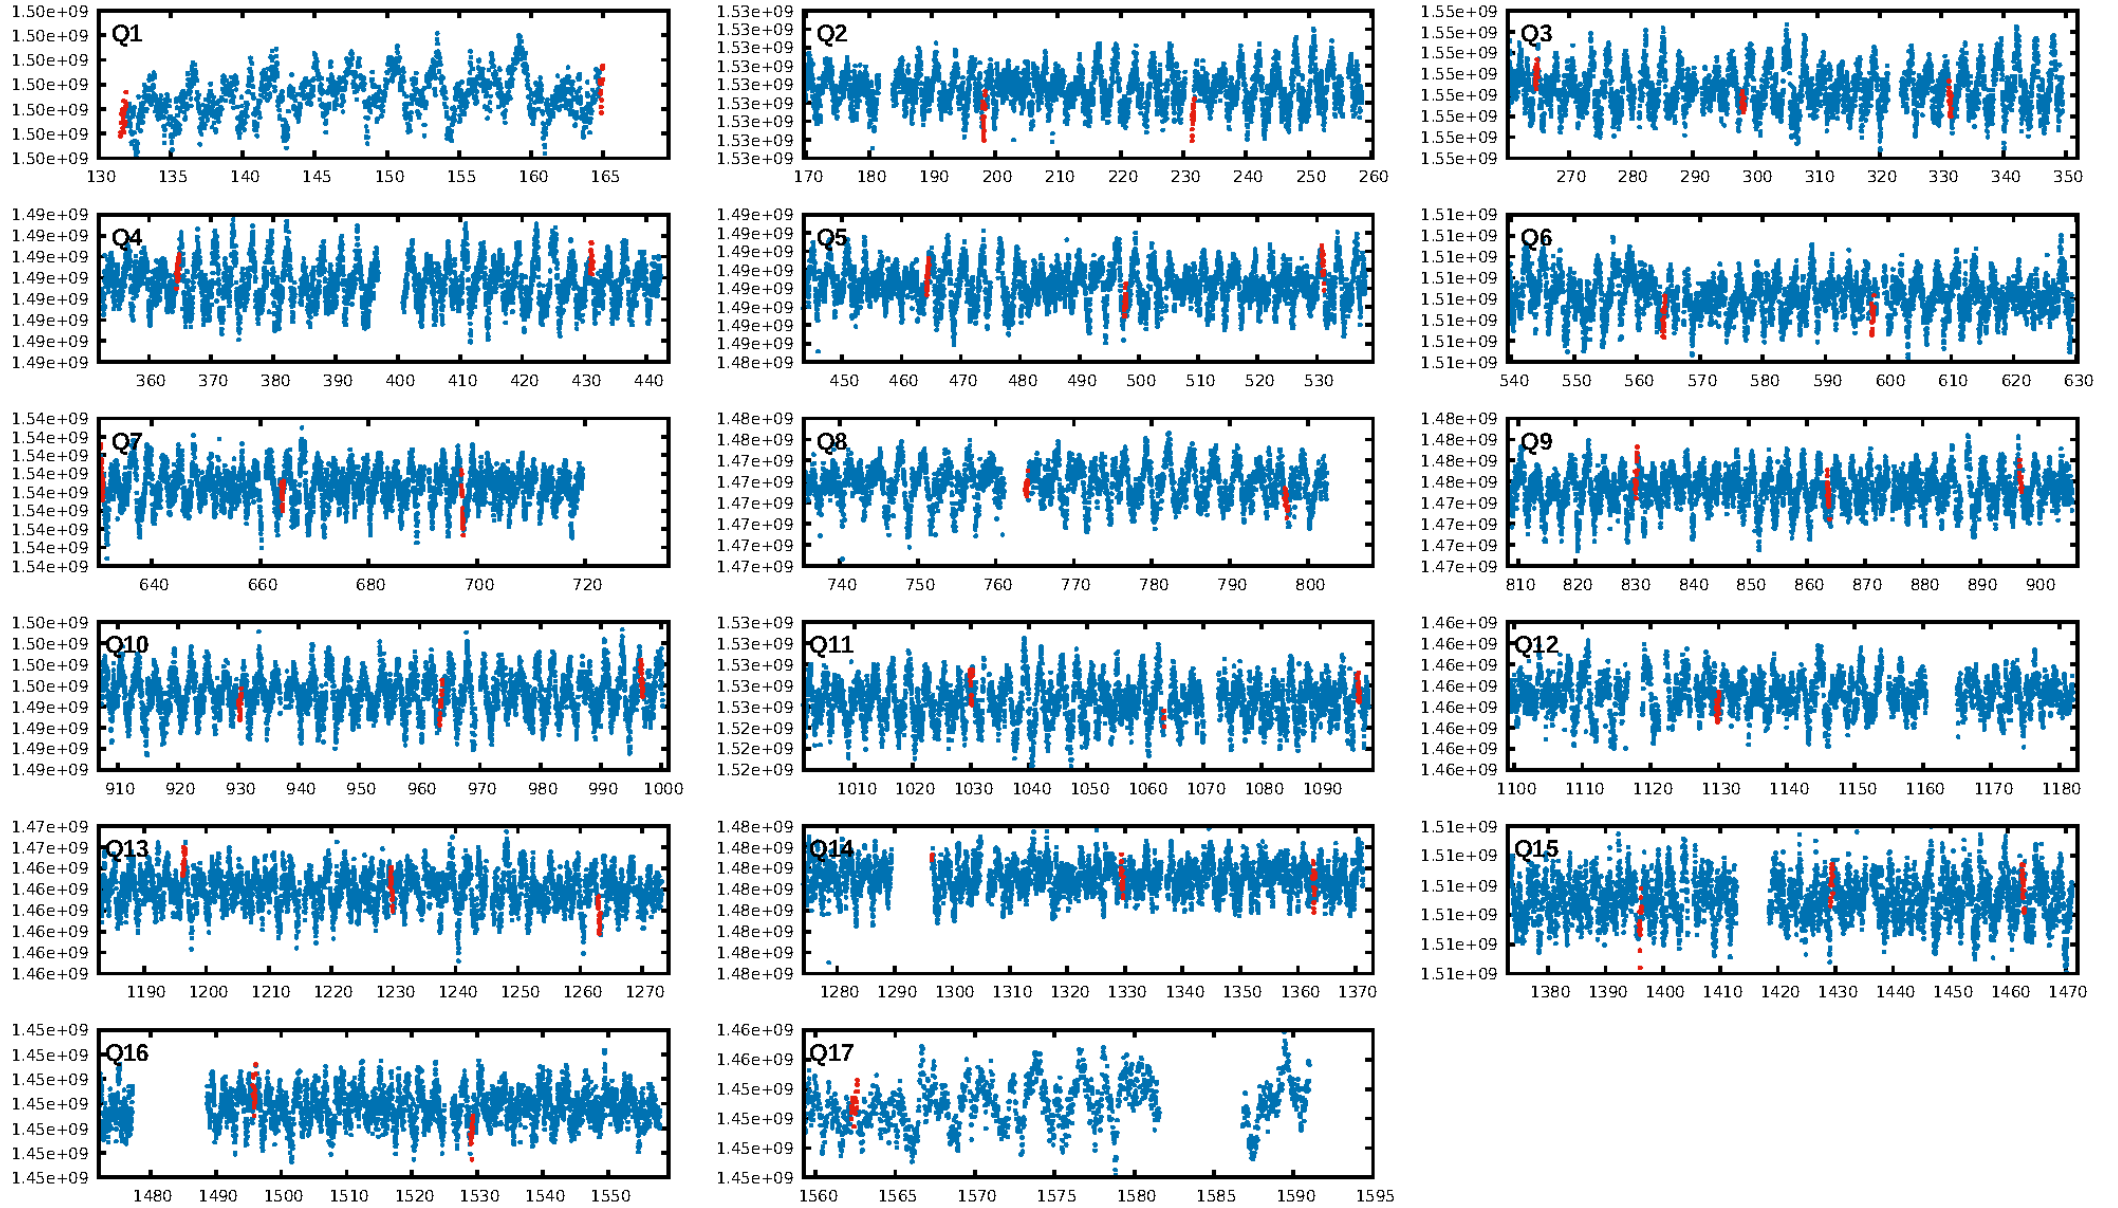 1.50e+09 1.50e+09 1.50e+09 1.50e+09 1.50e+09 1.50e+09 1.50e+09
Q1
130 135 140 145 150 155 160 165
1.53e+09 1.53e+09 1.53e+09 1.53e+09 1.53e+09 1.53e+09 1.53e+09 1.53e+09 1.53e+09
Q2
170 180 190 200 210 220 230 240 250 260
1.55e+09 1.55e+09 1.55e+09 1.55e+09 1.55e+09 1.55e+09 1.55e+09 1.55e+09
Q3
270 280 290 300 310 320 330 340 350
1.49e+09 1.49e+09 1.49e+09 1.49e+09 1.49e+09 1.49e+09 1.49e+09 1.49e+09
Q4
360 370 380 390 400 410 420 430 440
1.49e+09 1.49e+09 1.49e+09 1.49e+09 1.49e+09 1.49e+09 1.49e+09 1.49e+09 1.48e+09
Q5
450 460 470 480 490 500 510 520 530
1.51e+09 1.51e+09 1.51e+09 1.51e+09 1.51e+09 1.51e+09 1.51e+09 1.51e+09
Q6
540 550 560 570 580 590 600 610 620 630
1.54e+09 1.54e+09 1.54e+09 1.54e+09 1.54e+09 1.54e+09 1.54e+09 1.54e+09 1.54e+09
Q7
640 660 680 700 720
1.48e+09 1.48e+09 1.47e+09 1.47e+09 1.47e+09 1.47e+09 1.47e+09 1.47e+09
Q8
740 750 760 770 780 790 800
1.48e+09 1.48e+09 1.48e+09 1.48e+09 1.47e+09 1.47e+09 1.47e+09 1.47e+09
Q9
810 820 830 840 850 860 870 880 890 900
1.50e+09 1.50e+09 1.50e+09 1.50e+09 1.49e+09 1.49e+09 1.49e+09 1.49e+09
Q10
910 920 930 940 950 960 970 980 990 1000
1.53e+09 1.53e+09 1.53e+09 1.53e+09 1.53e+09 1.52e+09 1.52e+09 1.52e+09
Q11
1010 1020 1030 1040 1050 1060 1070 1080 1090
1.46e+09 1.46e+09 1.46e+09 1.46e+09 1.46e+09 1.46e+09 1.46e+09 1.46e+09
Q12
1100 1110 1120 1130 1140 1150 1160 1170 1180
1.47e+09 1.47e+09 1.46e+09 1.46e+09 1.46e+09 1.46e+09 1.46e+09 1.46e+09
Q13
1190 1200 1210 1220 1230 1240 1250 1260 1270
1.48e+09 1.48e+09 1.48e+09 1.48e+09 1.48e+09 1.48e+09 1.48e+09 1.48e+09
Q14
1280 1290 1300 1310 1320 1330 1340 1350 1360 1370
1.51e+09 1.51e+09 1.51e+09 1.51e+09 1.51e+09 1.51e+09
Q15
1380 1390 1400 1410 1420 1430 1440 1450 1460 1470
1.45e+09 1.45e+09 1.45e+09 1.45e+09 1.45e+09 1.45e+09 1.45e+09
Q16
1480 1490 1500 1510 1520 1530 1540 1550
1.46e+09 1.46e+09 1.45e+09 1.45e+09 1.45e+09 1.45e+09
Q17
1560 1565 1570 1575 1580 1585 1590 1595